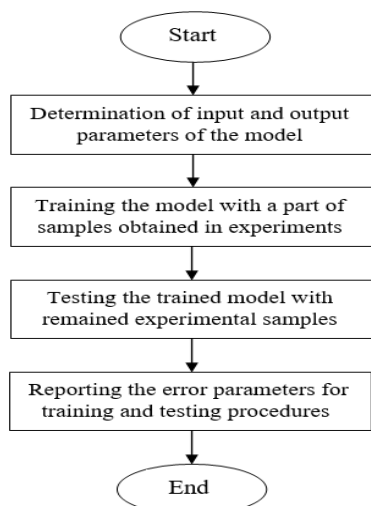 Start
Determination of input and output
parameters of the model
Training the model with a part of
samples obtained in experiments
Testing the trained model with
remained experimental samples
Reporting the error parameters for
training and testing procedures
End